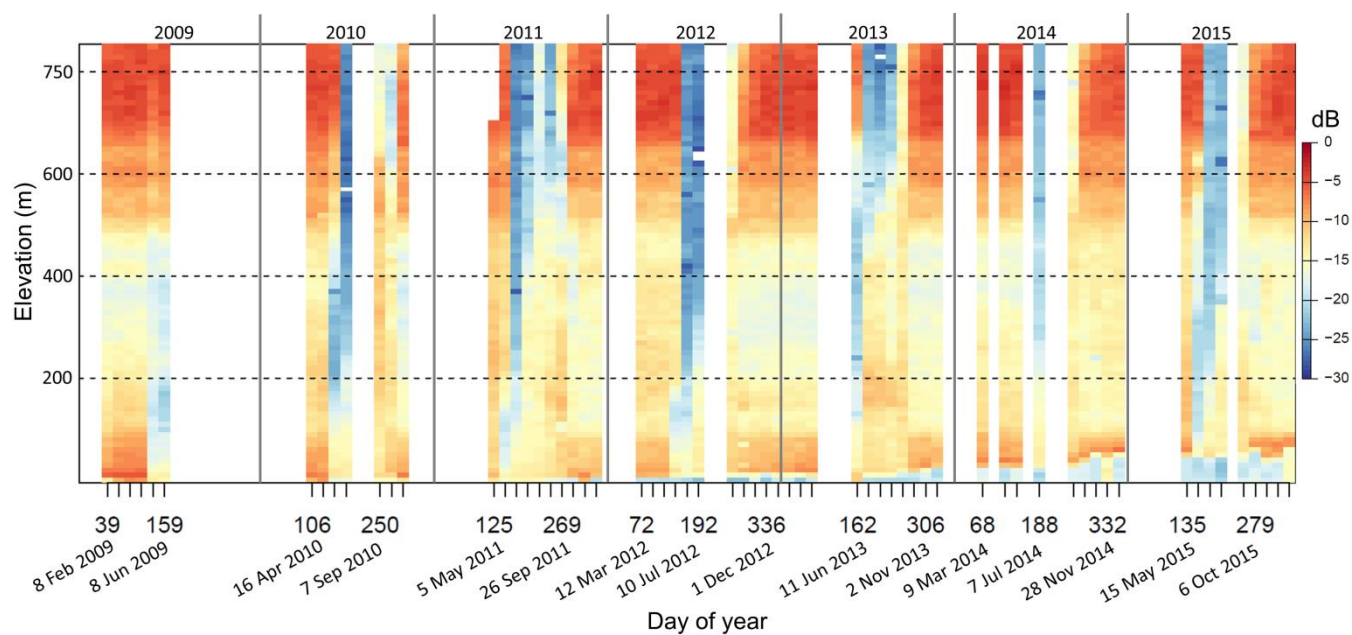 2009 2010 2011 2012 2013 2014 2015
dB
750
600
400
200
Elevation (m)
0
−5
−10
−15
−20
−25
−30
39 159 106 250 125 269 72 192 336 162 306 68 188 332 135 279
8 Feb 2009
8 Jun 2009
16 Apr 2010
7 Sep 2010
5 May 2011
26 Sep 2011
12 Mar 2012
10 Jul 2012
1 Dec 2012
11 Jun 2013
2 Nov 2013
9 Mar 2014
7 Jul 2014
28 Nov 2014
15 May 2015
6 Oct 2015
Day of year